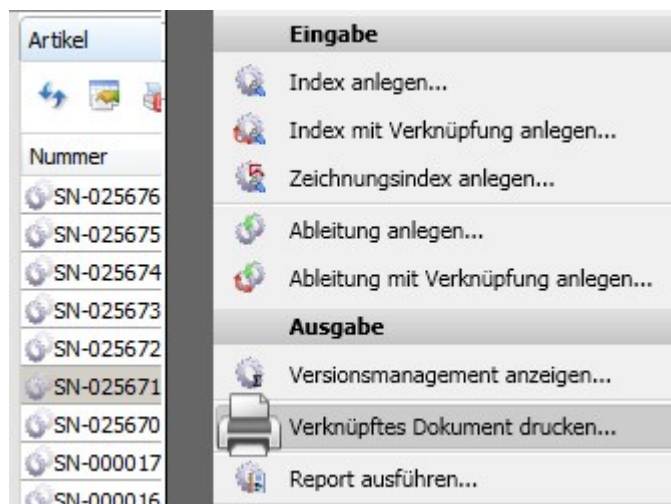 Artikel
Nummer
SN-025676
SN-025675
SN-025674
SN-025673
SN-025672
SN-025671
SN-025670
SN-000017
SN-000016
Eingabe
Index anlegen...
Index mit Verknüpfung anlegen...
Zeichnungsindex anlegen...
Ableitung anlegen...
Ableitung mit Verknüpfung anlegen...
Ausgabe
Versionsmanagement anzeigen...
Verknüpftes Dokument drucken...
Report ausführen...